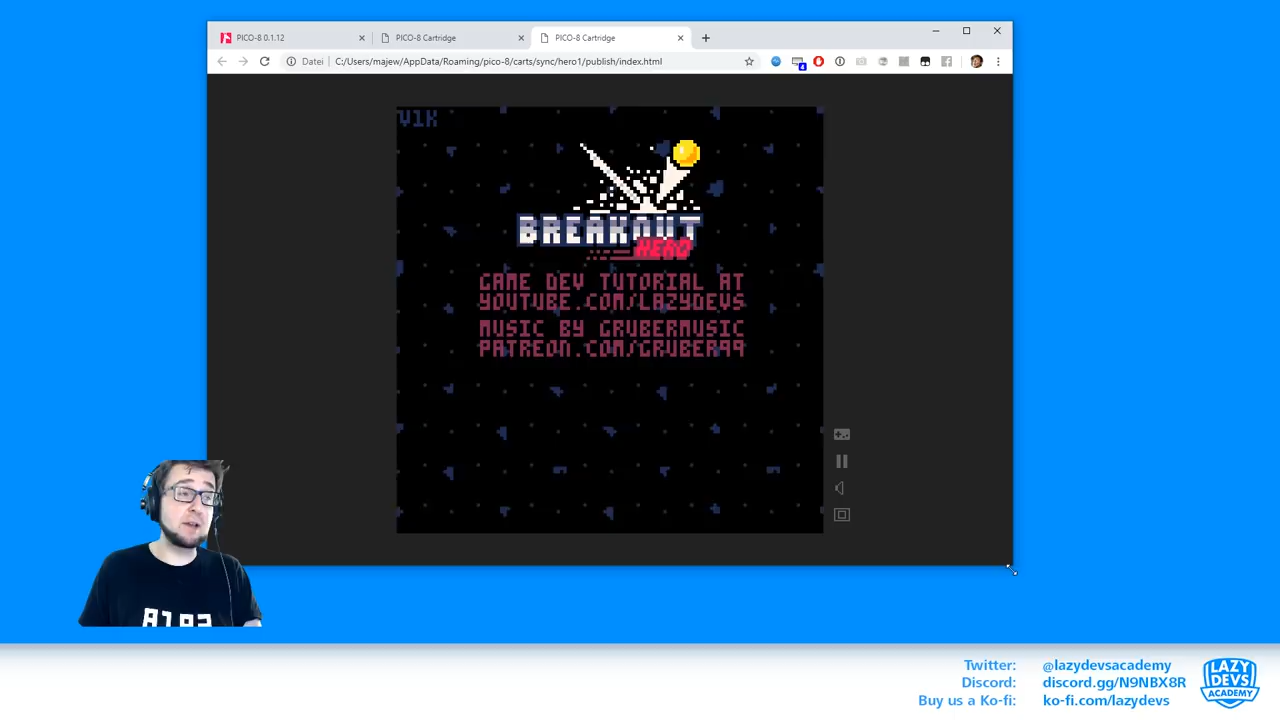 PICO-8 0.1.12
PICO-8 Cartridge
PICO-8 Cartridge
Datei
C:/Users/majew/AppData/Roaming/pico-8/carts/sync/hero1/publish/index.html
4
V1K
BREAKOUT
HERO
GAME DEV TUTORIAL AT
YOUTUBE.COM/LAZYDEVS
MUSIC BY GRUBERMUSIC
PATREON.COM/GRUBER99
Twitter: @lazydevsacademy
Discord: discord.gg/N9NBX8R
Buy us a Ko-fi: ko-fi.com/lazydevs
LAZY
DEVS
ACADEMY